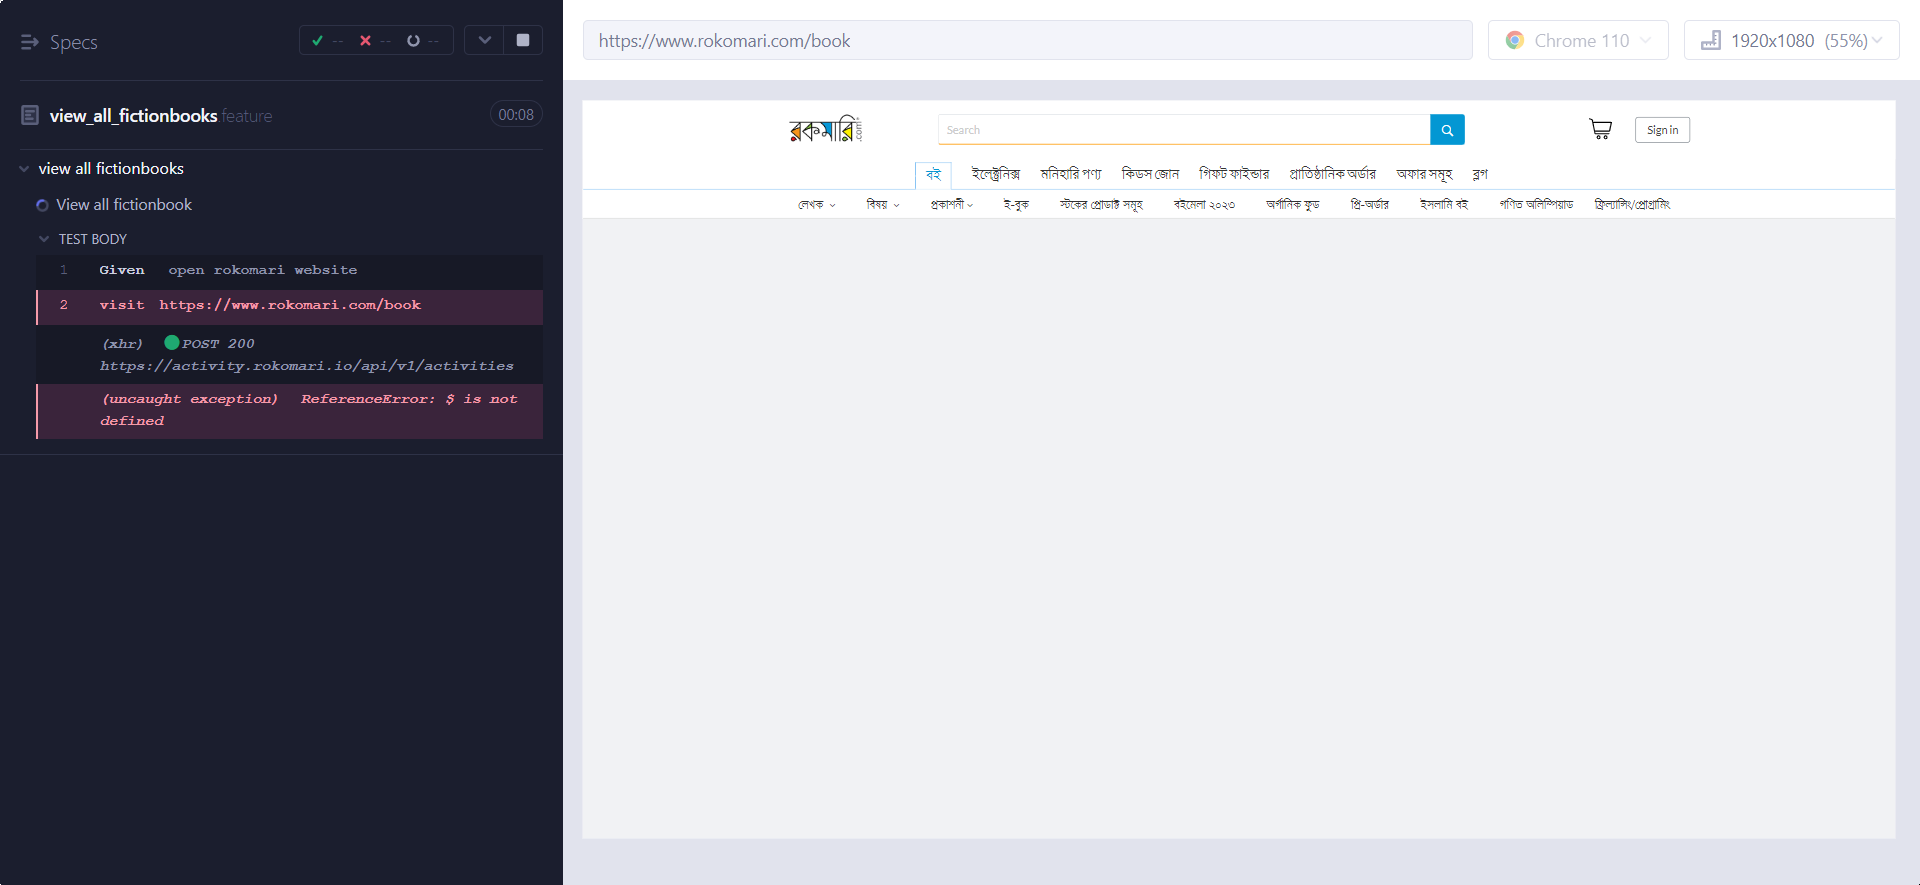 Specs
-- -- --
view_all_fictionbooks.feature 00:08
view all fictionbooks
View all fictionbook
TEST BODY
1 Given open rokomari website
2 visit https://www.rokomari.com/book
(xhr) POST 200
https://activity.rokomari.io/api/v1/activities
(uncaught exception) ReferenceError: $ is not
defined
https://www.rokomari.com/book Chrome 110 1920x1080 (55%)
রকমারি.com Search Sign in
বই ইলেক্ট্রনিক্স মনিহারি পণ্য কিডস জোন গিফট ফাইন্ডার প্রাতিষ্ঠানিক অর্ডার অফার সমূহ ব্লগ
লেখক বিষয় প্রকাশনী ই-বুক স্টকের প্রোডাক্ট সমূহ বইমেলা ২০২৩ অর্গানিক ফুড প্রি-অর্ডার ইসলামি বই গণিত অলিম্পিয়াড ফ্রিল্যান্সিং/প্রোগ্রামিং